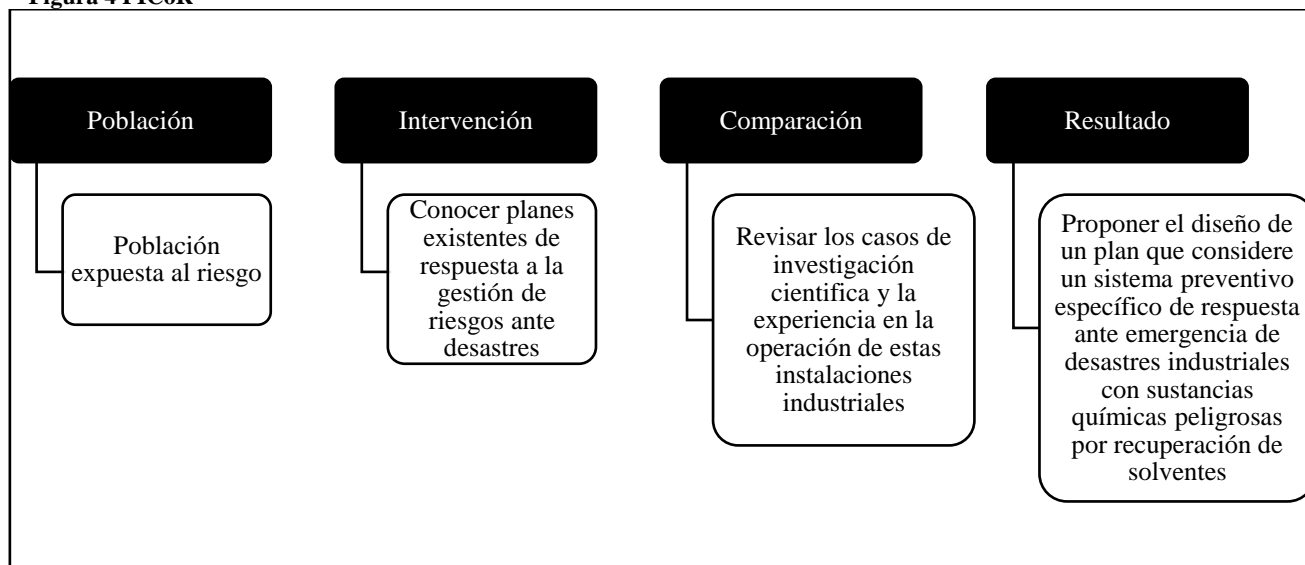 Figura 4 PICoR
Población
Población
expuesta al riesgo
Intervención
Conocer planes
existentes de
respuesta a la
gestión de
riesgos ante
desastres
Comparación
Revisar los casos de
investigación
cientifica y la
experiencia en la
operación de estas
instalaciones
industriales
Resultado
Proponer el diseño de
un plan que considere
un sistema preventivo
específico de respuesta
ante emergencia de
desastres industriales
con sustancias
químicas peligrosas
por recuperación de
solventes